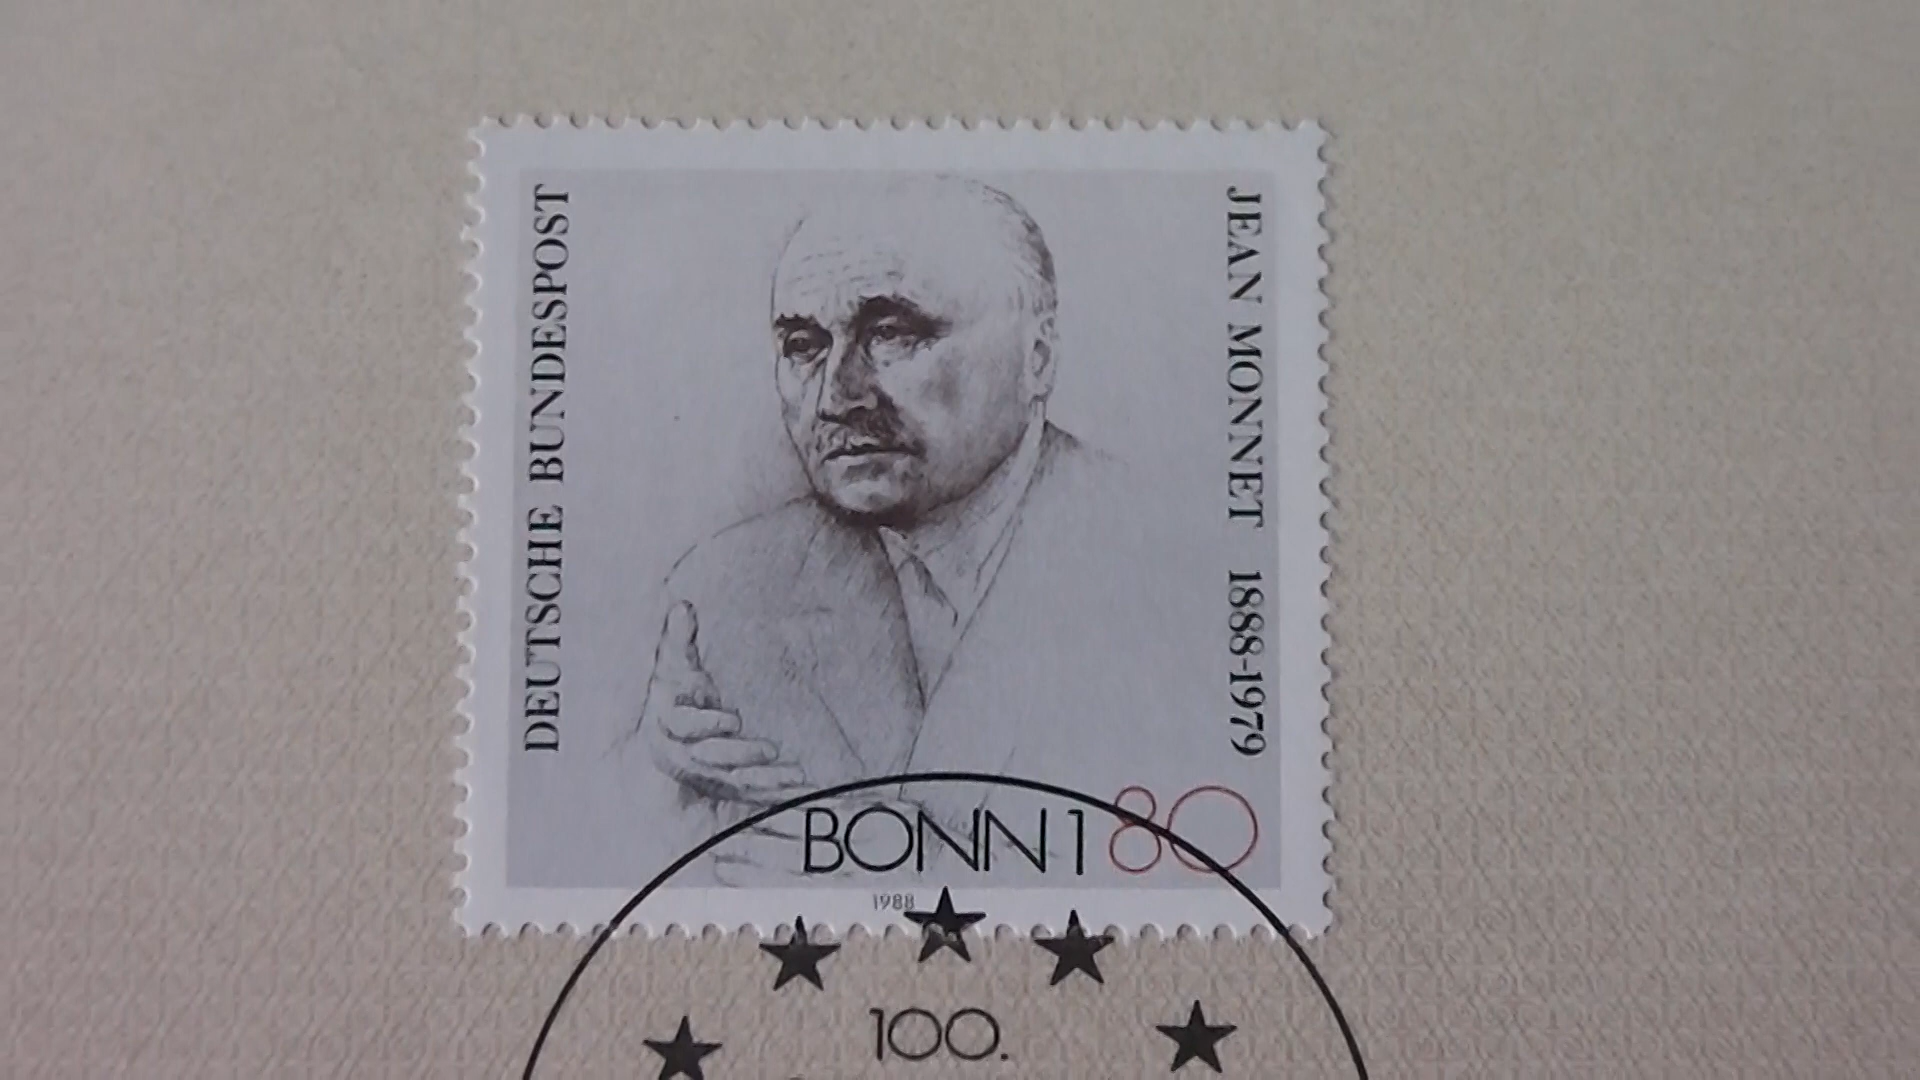 DEUTSCHE BUNDESPOST
JEAN MONNET 1888-1979
80
1988
BONN 1
100.